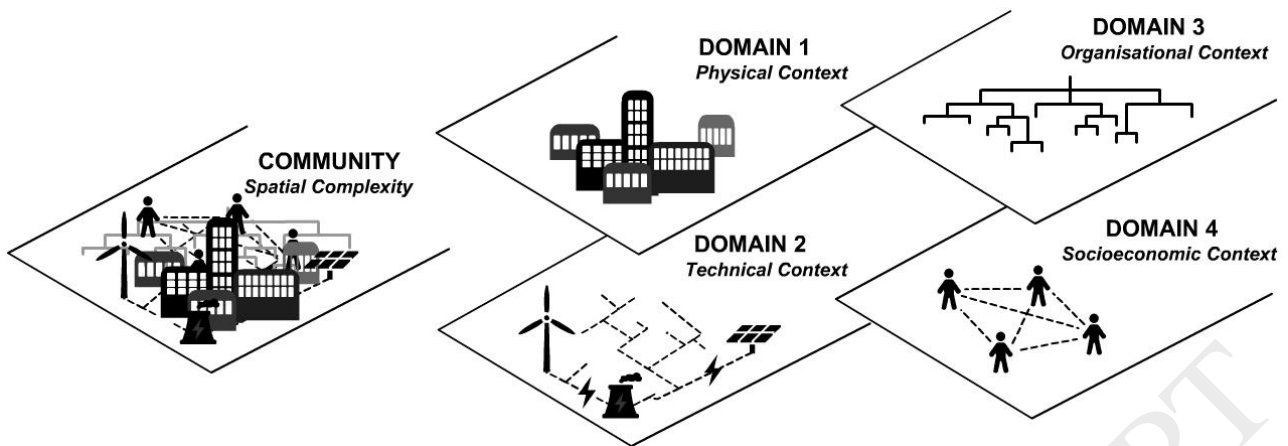 COMMUNITY
Spatial Complexity
DOMAIN 1
Physical Context
DOMAIN 2
Technical Context
DOMAIN 3
Organisational Context
DOMAIN 4
Socioeconomic Context
PT